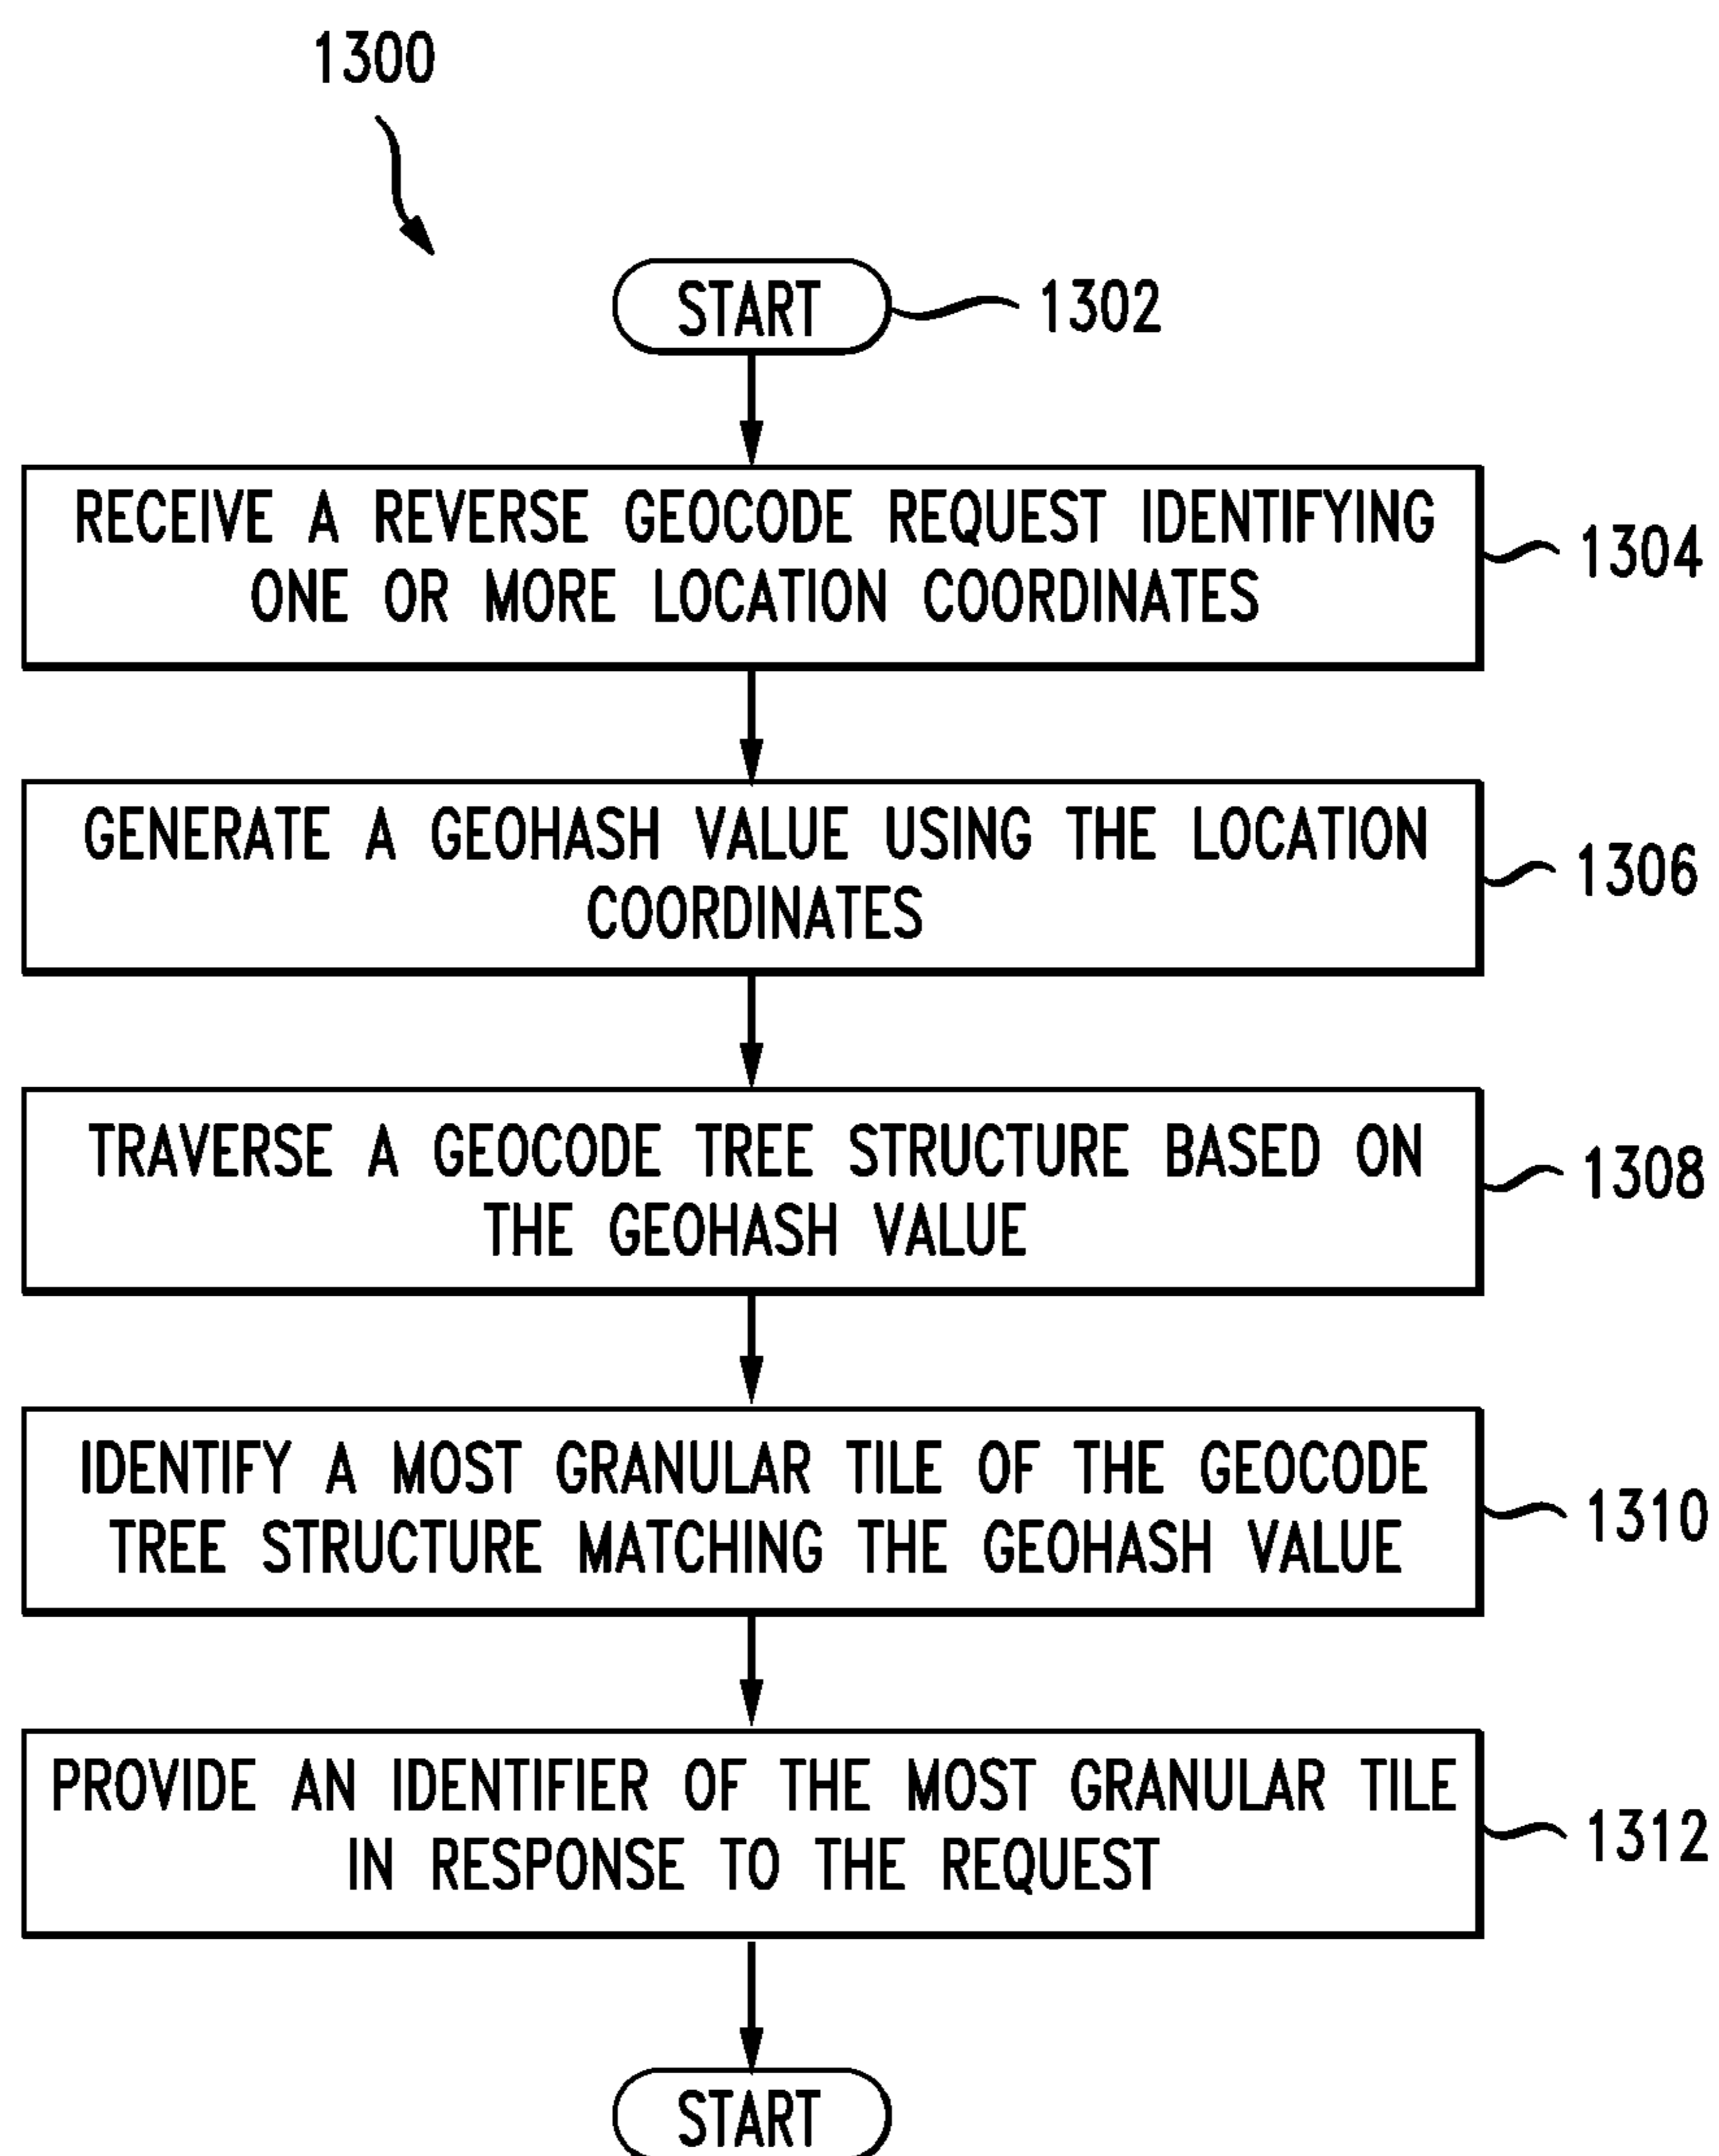 1300
START
1302
RECEIVE A REVERSE GEOCODE REQUEST IDENTIFYING
ONE OR MORE LOCATION COORDINATES
1304
GENERATE A GEOHASH VALUE USING THE LOCATION
COORDINATES
1306
TRAVERSE A GEOCODE TREE STRUCTURE BASED ON
THE GEOHASH VALUE
1308
IDENTIFY A MOST GRANULAR TILE OF THE GEOCODE
TREE STRUCTURE MATCHING THE GEOHASH VALUE
1310
PROVIDE AN IDENTIFIER OF THE MOST GRANULAR TILE
IN RESPONSE TO THE REQUEST
1312
START